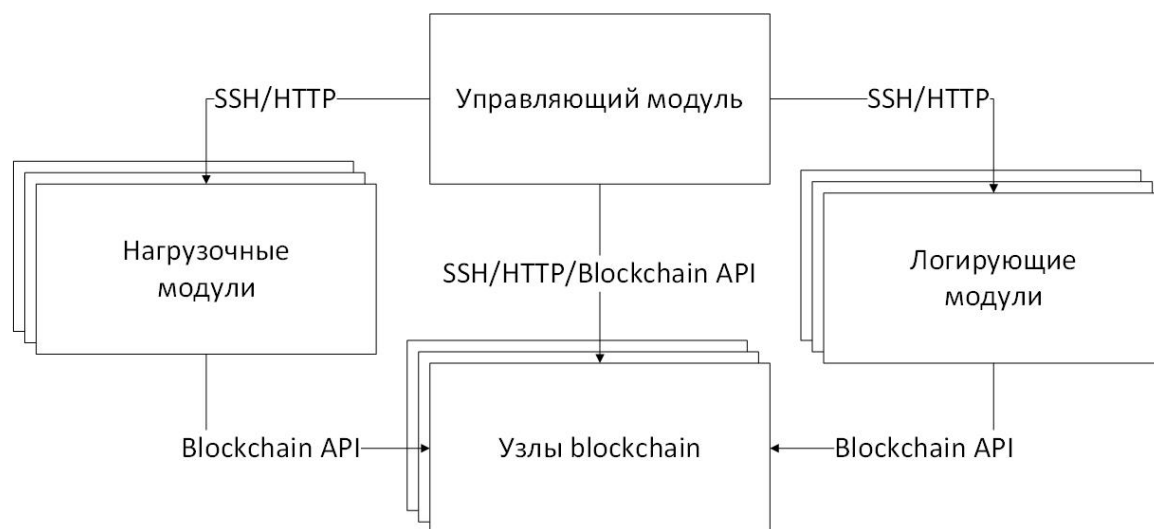 Управляющий модуль
SSH/HTTP
SSH/HTTP
Нагрузочные
модули
SSH/HTTP/Blockchain API
Логирующие
модули
Blockchain API
Узлы blockchain
Blockchain API